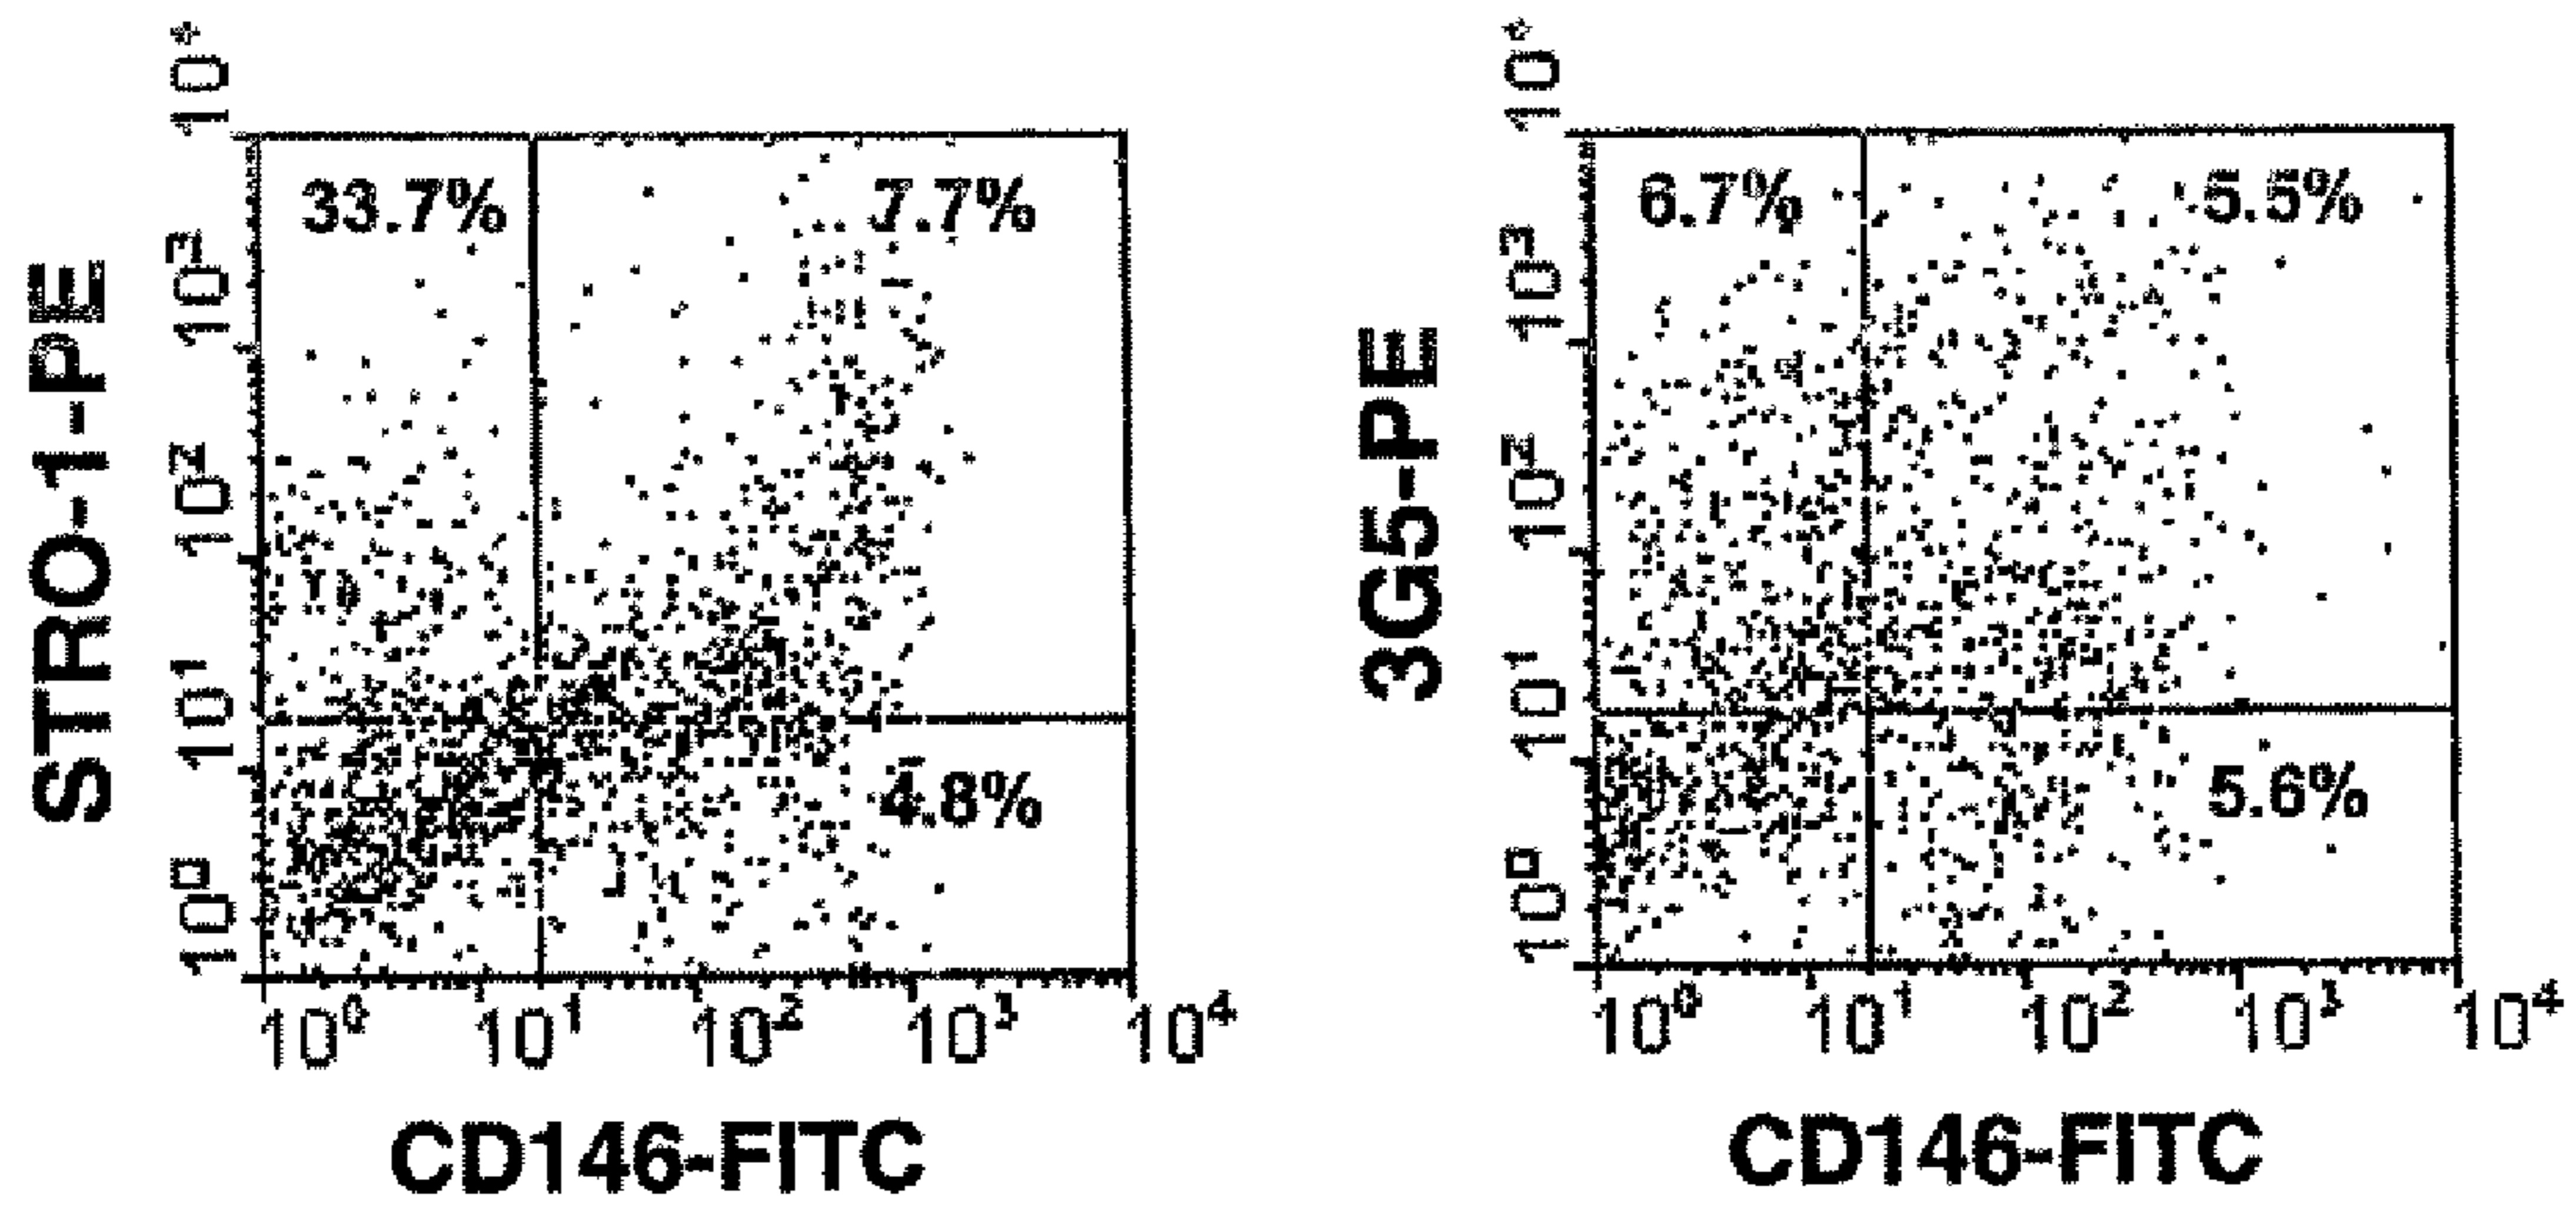 STRO-1-PE
10⁴
10³
10²
10¹
10⁰
33.7%
7.7%
4.8%
10⁰ 10¹ 10² 10³ 10⁴
CD146-FITC
3G5-PE
10⁴
10³
10²
10¹
10⁰
6.7%
5.5%
5.6%
10⁰ 10¹ 10² 10³ 10⁴
CD146-FITC